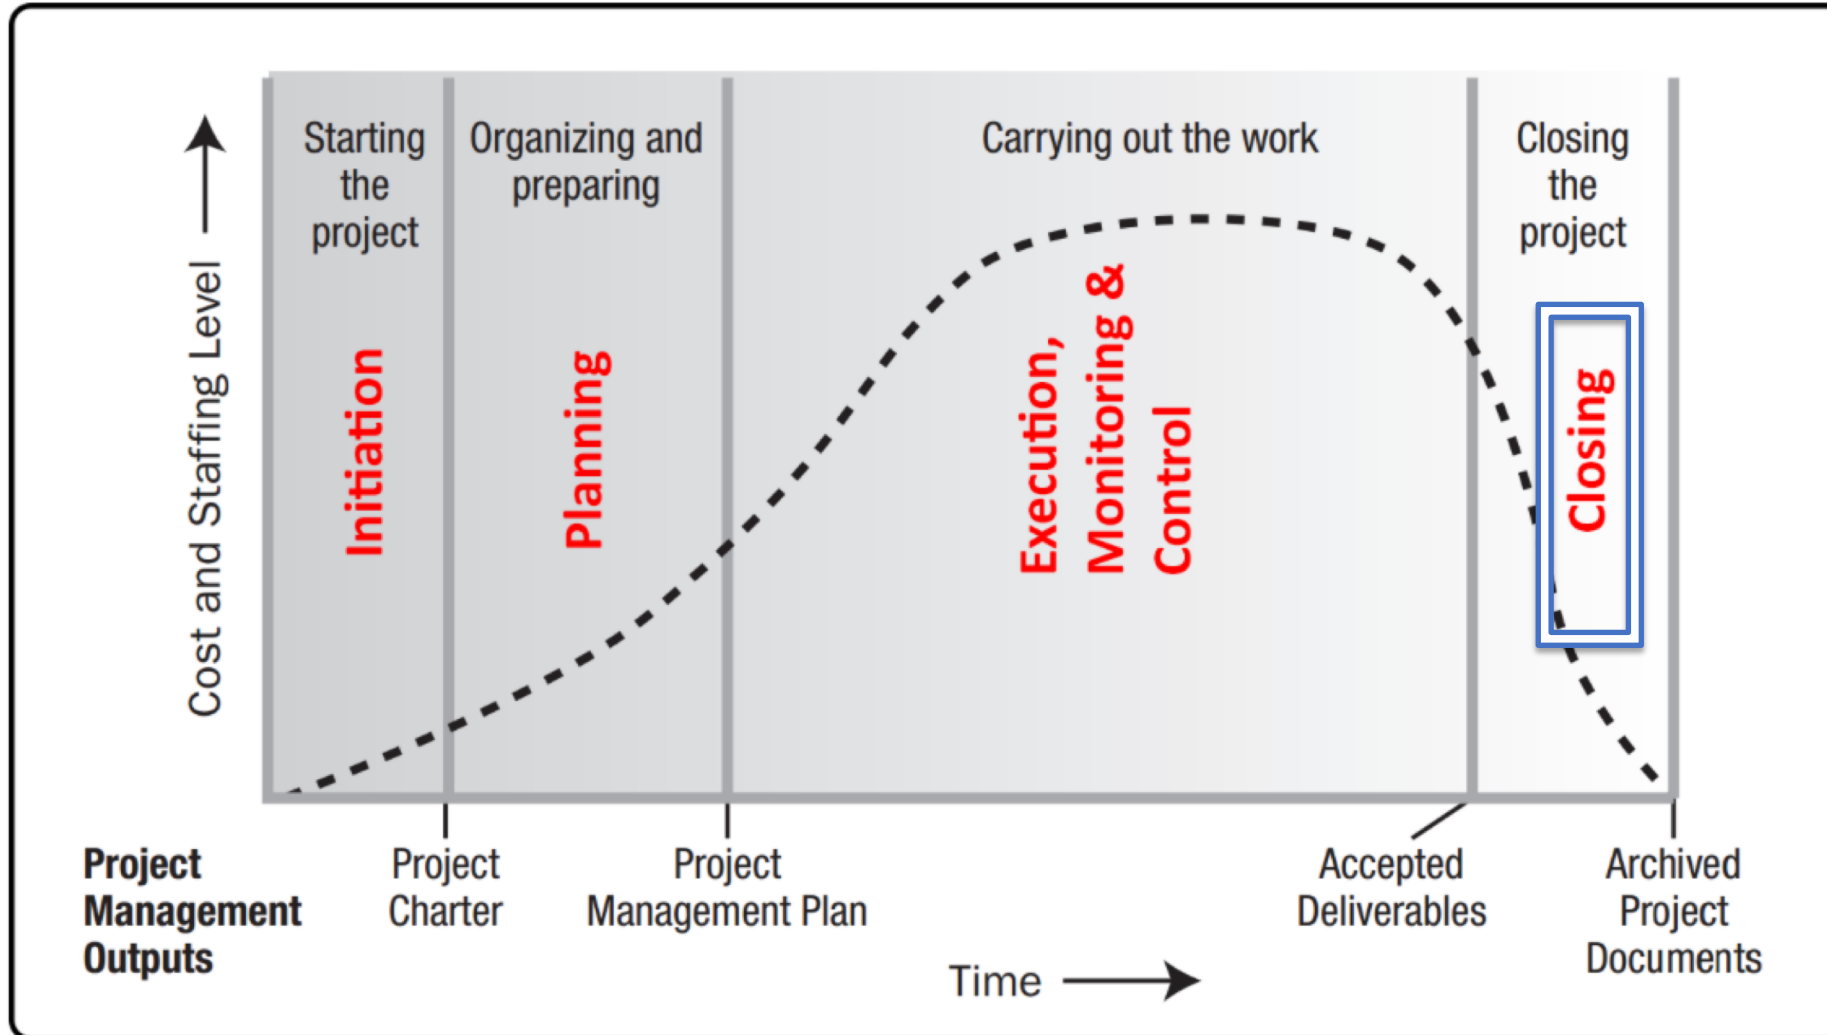 Starting
the
project
Organizing and
preparing
Carrying out the work
Closing
the
project
Cost and Staffing Level
Initiation
Planning
Execution,
Monitoring &
Control
Closing
Project
Management
Outputs
Project
Charter
Project
Management Plan
Accepted
Deliverables
Archived
Project
Documents
Time